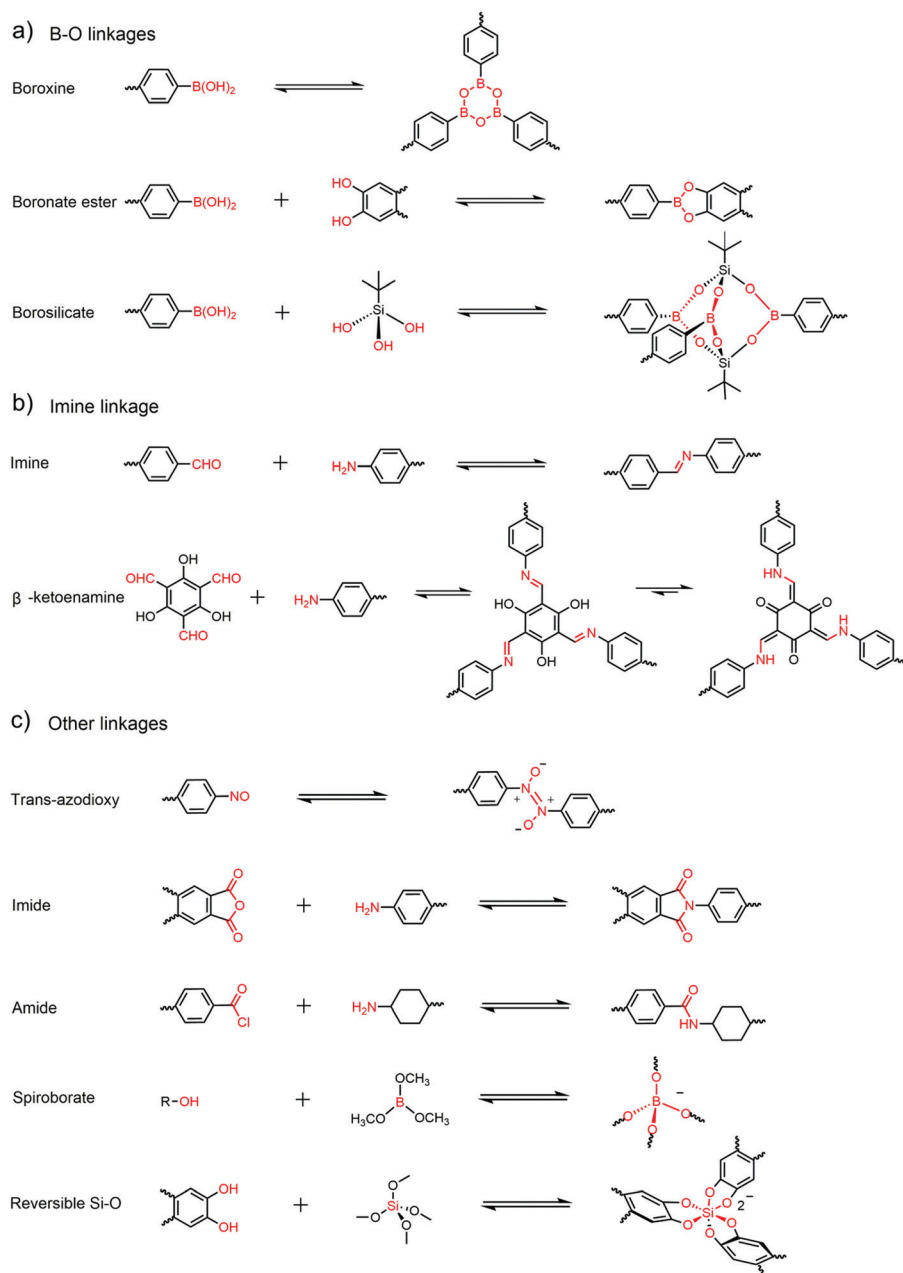 a) B-O linkages
Boroxine
B(OH)2
B
O
O
B
B
O
Boronate ester
B(OH)2
+
HO
HO
O
B
O
Borosilicate
B(OH)2
+
Si
HO
OH
OH
Si
O
O
O
B
B
B
O
O
O
Si
b) Imine linkage
Imine
CHO
+
H2N
N
β -ketoenamine
OHC
OH
CHO
HO
OH
CHO
+
H2N
N
HO
OH
N
OH
N
HN
O
O
H
N
NH
O
c) Other linkages
Trans-azodioxy
NO
O−
N
+
N+
−O
Imide
O
O
O
+
H2N
O
N
O
Amide
O
Cl
+
H2N
O
HN
Spiroborate
R-OH
+
OCH3
B
H3CO
OCH3
O
−
B
O
O
O
Reversible Si-O
OH
OH
+
O
Si
O
O
O
O
O
O
Si
O
O
O
2−